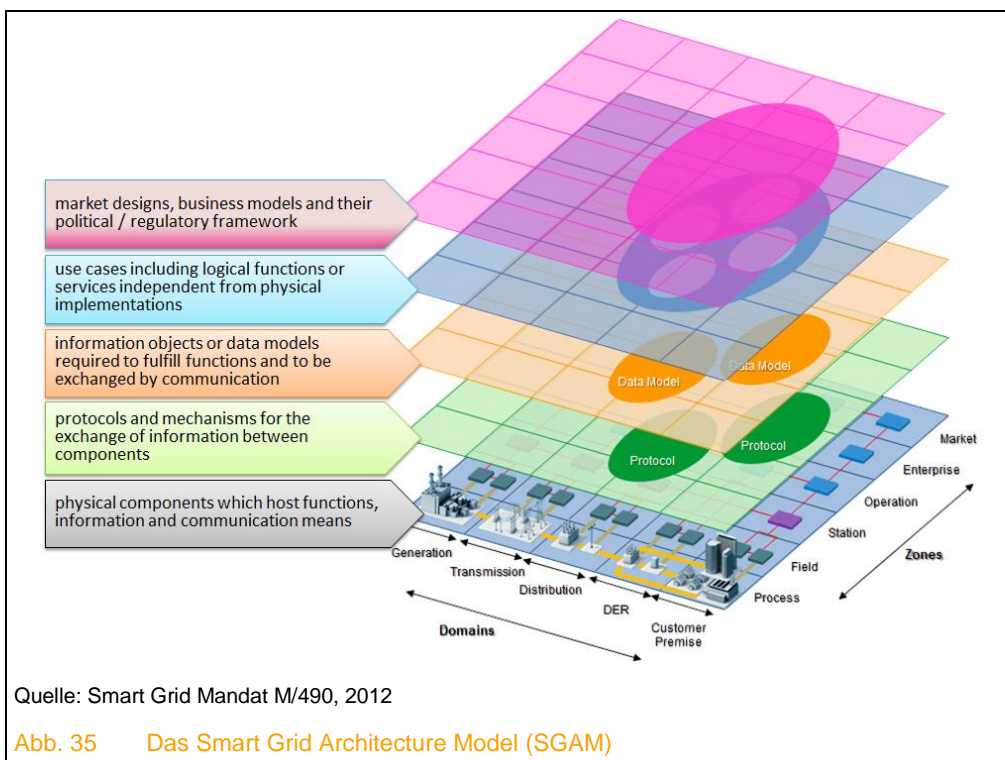 market designs, business models and their
political / regulatory framework
use cases including logical functions or
services independent from physical
implementations
information objects or data models
required to fulfill functions and to be
exchanged by communication
protocols and mechanisms for the
exchange of information between
components
physical components which host functions,
information and communication means
Data Model
Data Model
Protocol
Protocol
Market
Enterprise
Operation
Station
Field
Process
Zones
Generation
Transmission
Distribution
DER
Customer
Premise
Domains
Quelle: Smart Grid Mandat M/490, 2012
Abb. 35 Das Smart Grid Architecture Model (SGAM)